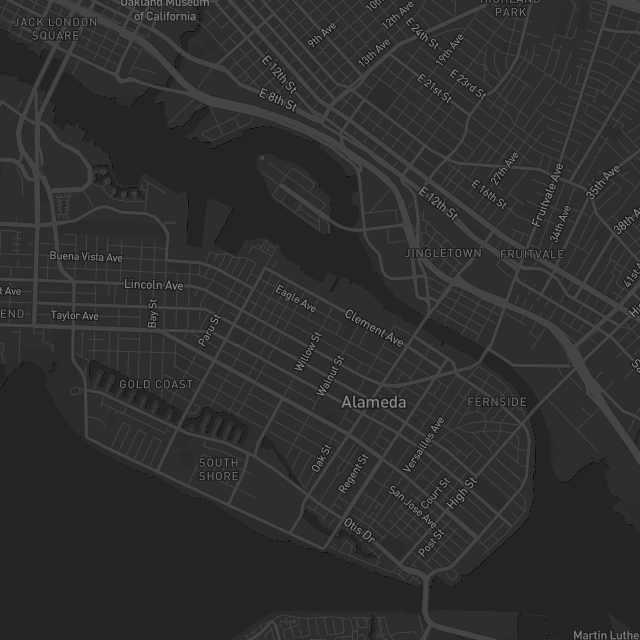 Oakland Museum
of California
HIGHLAND
PARK
JACK LONDON
SQUARE
10th
12th Ave
9th Ave
13th Ave
E 24th St
19th Ave
E 12th St
E 23rd St
E 21st St
E 8th St
27th Ave
E 16th St
Fruitvale Ave
35th Ave
E 12th St
34th Ave
38th A
JINGLETOWN
FRUITVALE
Buena Vista Ave
41st
Lincoln Ave
t Ave
Eagle Ave
Hi
END
Taylor Ave
Bay St
Paru St
Clement Ave
Willow St
Walnut St
GOLD COAST
Alameda
FERNSIDE
Versailles Ave
Oak St
SOUTH
SHORE
Regent St
Court St
High St
San Jose Ave
Otis Dr
Post St
Martin Luthe